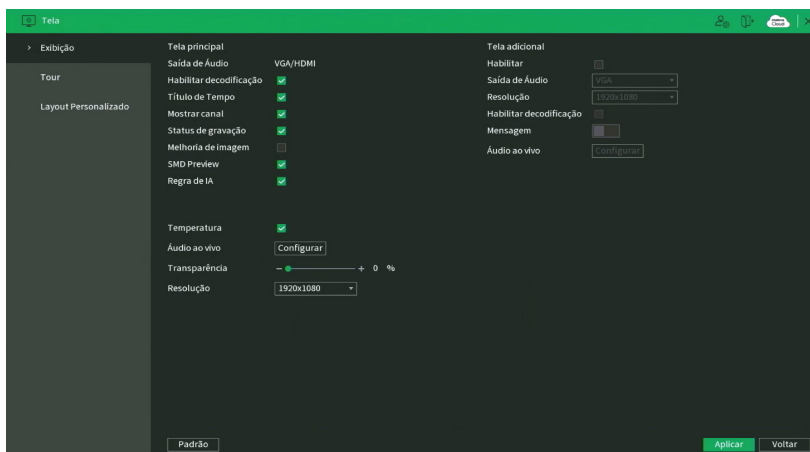 Tela
Cloud
Exibição
Tour
Layout Personalizado
Tela principal
Saída de Áudio VGA/HDMI
Habilitar decodificação
Título de Tempo
Mostrar canal
Status de gravação
Melhoria de imagem
SMD Preview
Regra de IA
Temperatura
Áudio ao vivo Configurar
Transparência - + 0 %
Resolução 1920x1080
Tela adicional
Habilitar
Saída de Áudio VGA
Resolução 1920x1080
Habilitar decodificação
Mensagem
Áudio ao vivo Configurar
Padrão
Aplicar Voltar